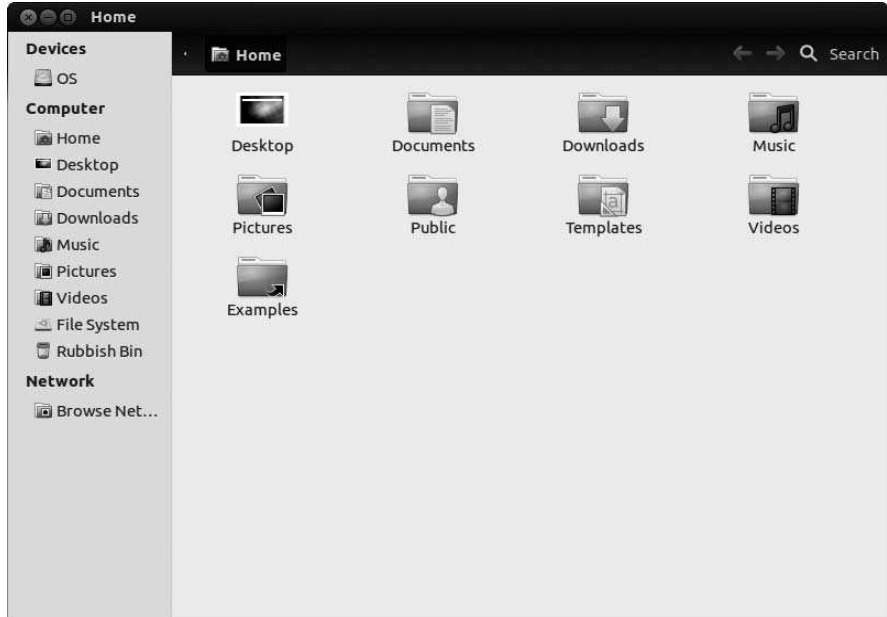 Home
Devices
OS
Computer
Home
Desktop
Documents
Downloads
Music
Pictures
Videos
File System
Rubbish Bin
Network
Browse Net...
Home
Search
Desktop Documents Downloads Music
Pictures Public Templates Videos
Examples